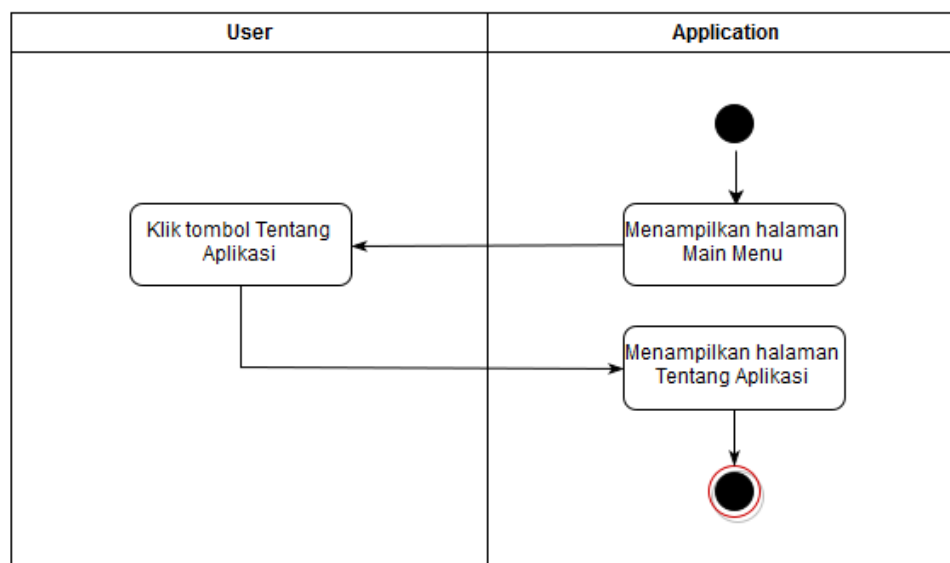 User
Application
Menampilkan halaman
Main Menu
Klik tombol Tentang
Aplikasi
Menampilkan halaman
Tentang Aplikasi